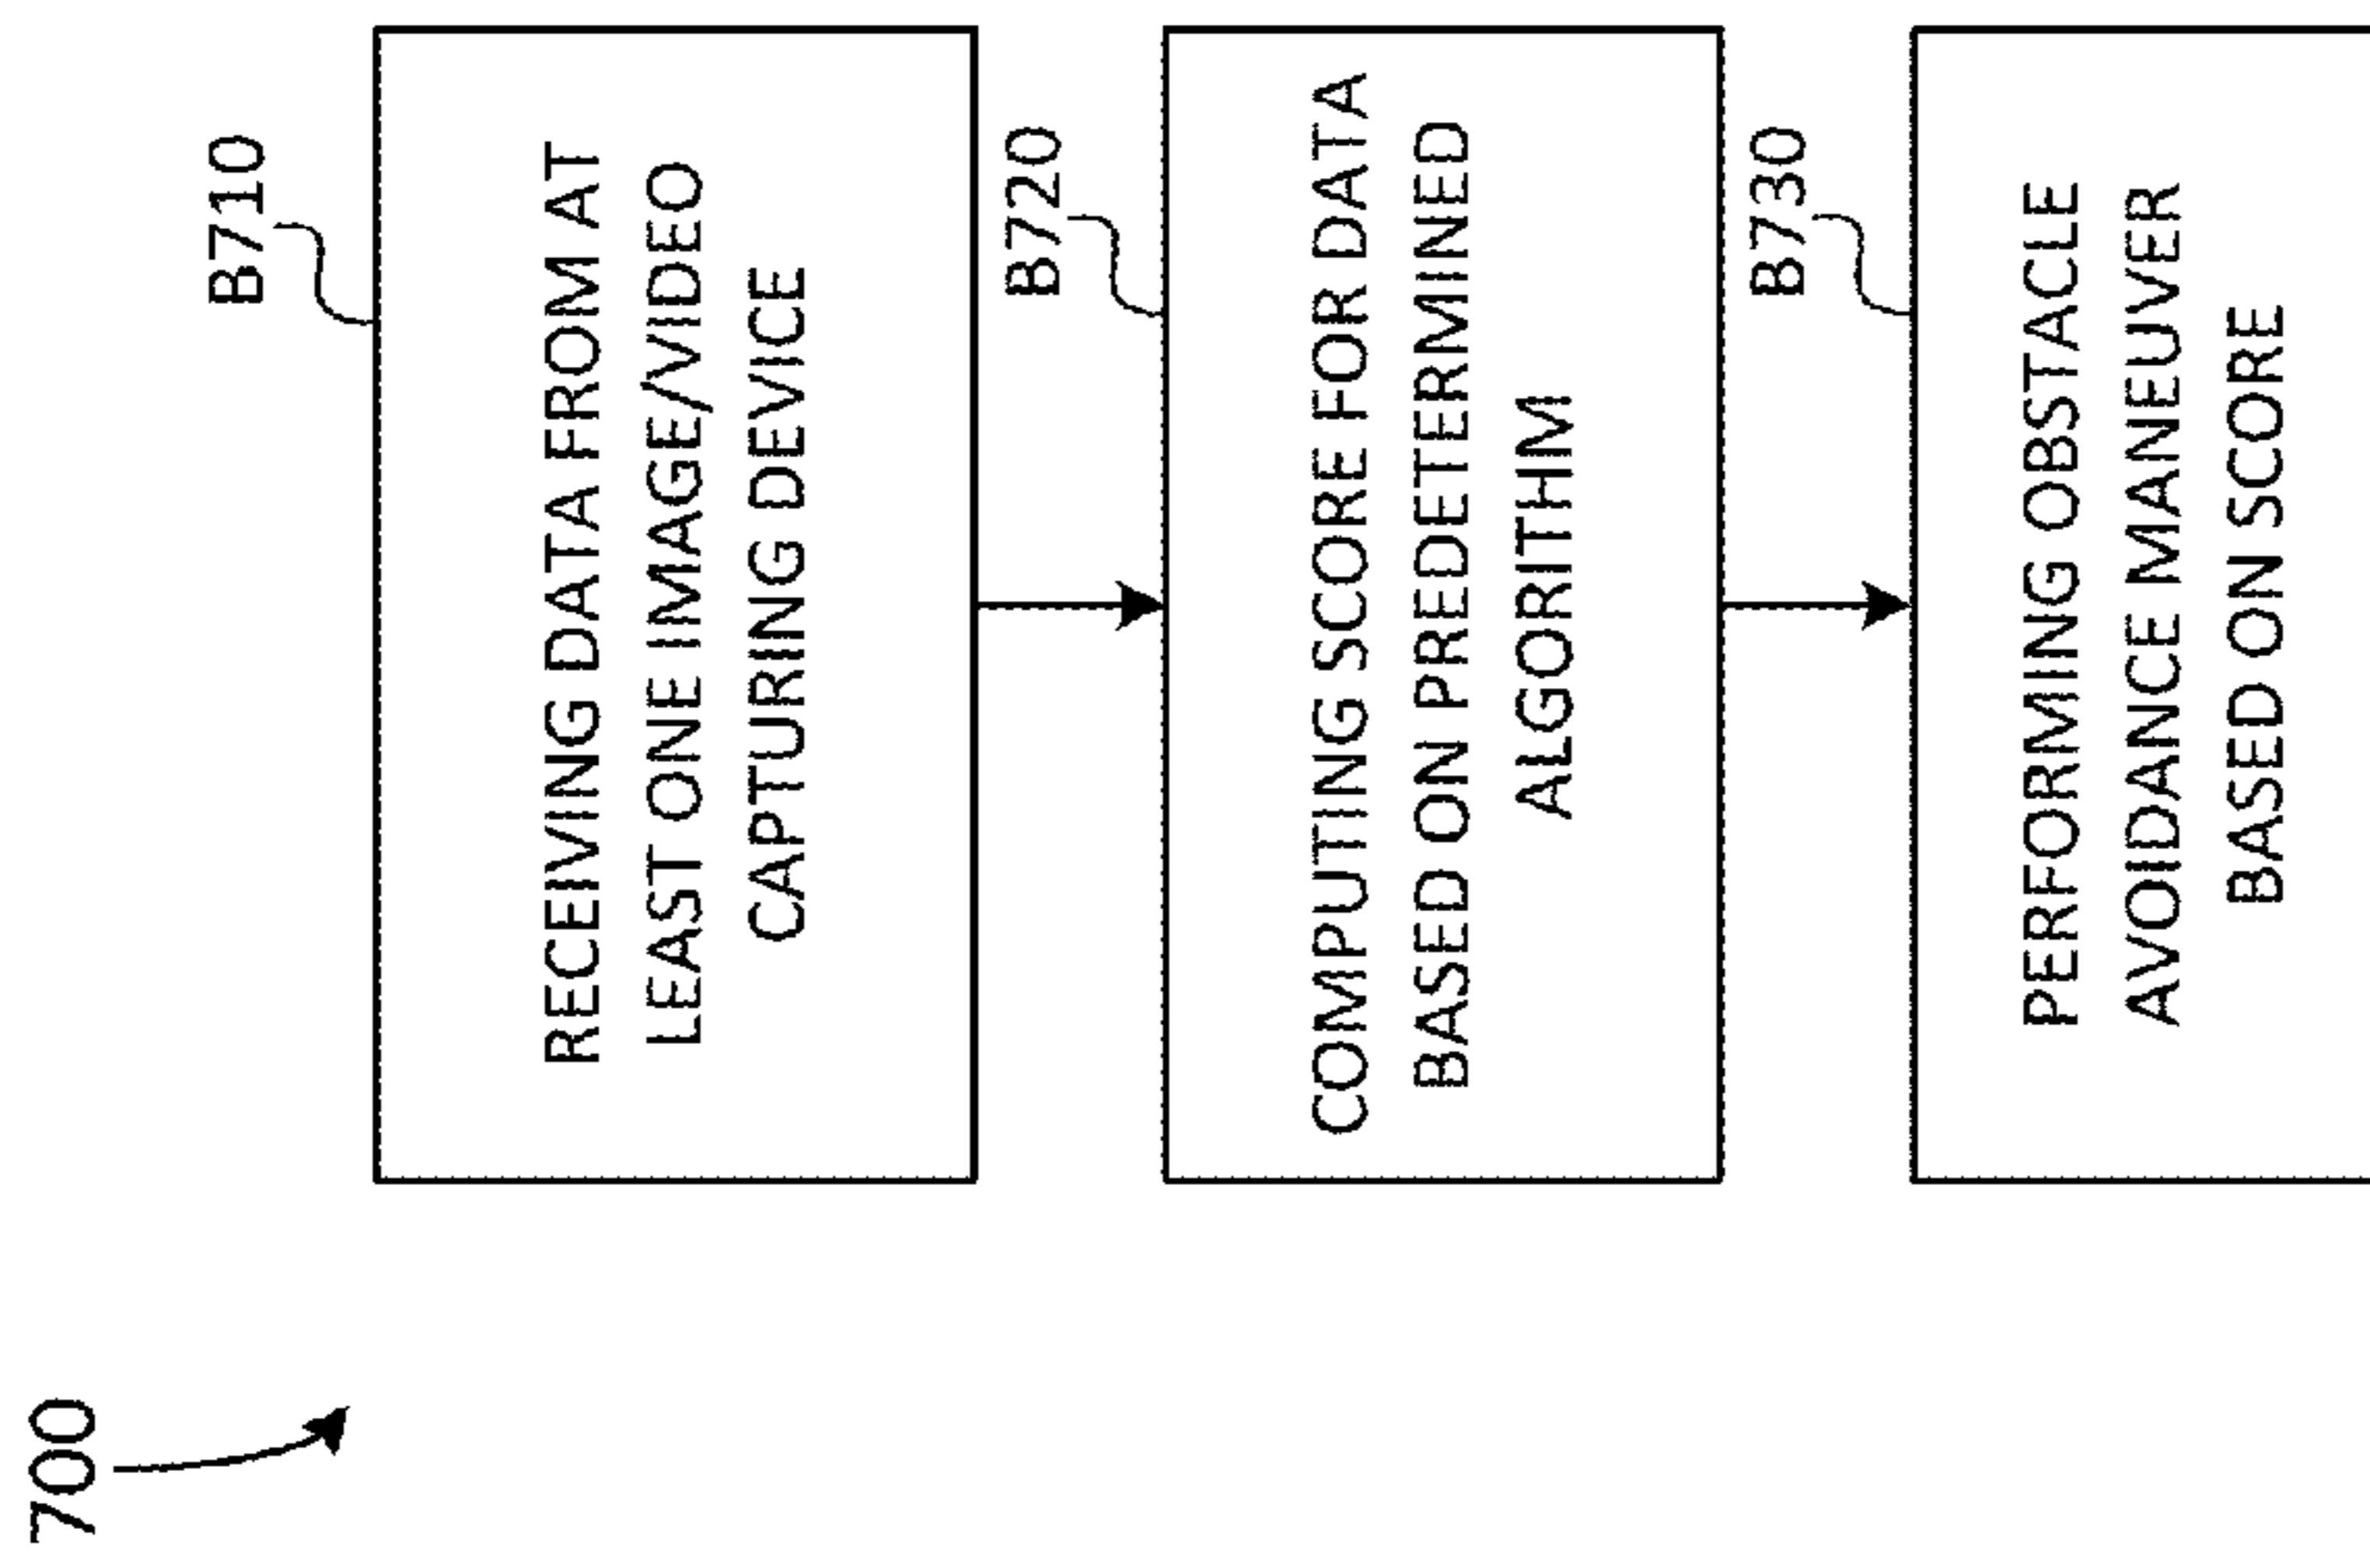 700
B710
RECEIVING DATA FROM AT
LEAST ONE IMAGE/VIDEO
CAPTURING DEVICE
B720
COMPUTING SCORE FOR DATA
BASED ON PREDETERMINED
ALGORITHM
B730
PERFORMING OBSTACLE
AVOIDANCE MANEUVER
BASED ON SCORE